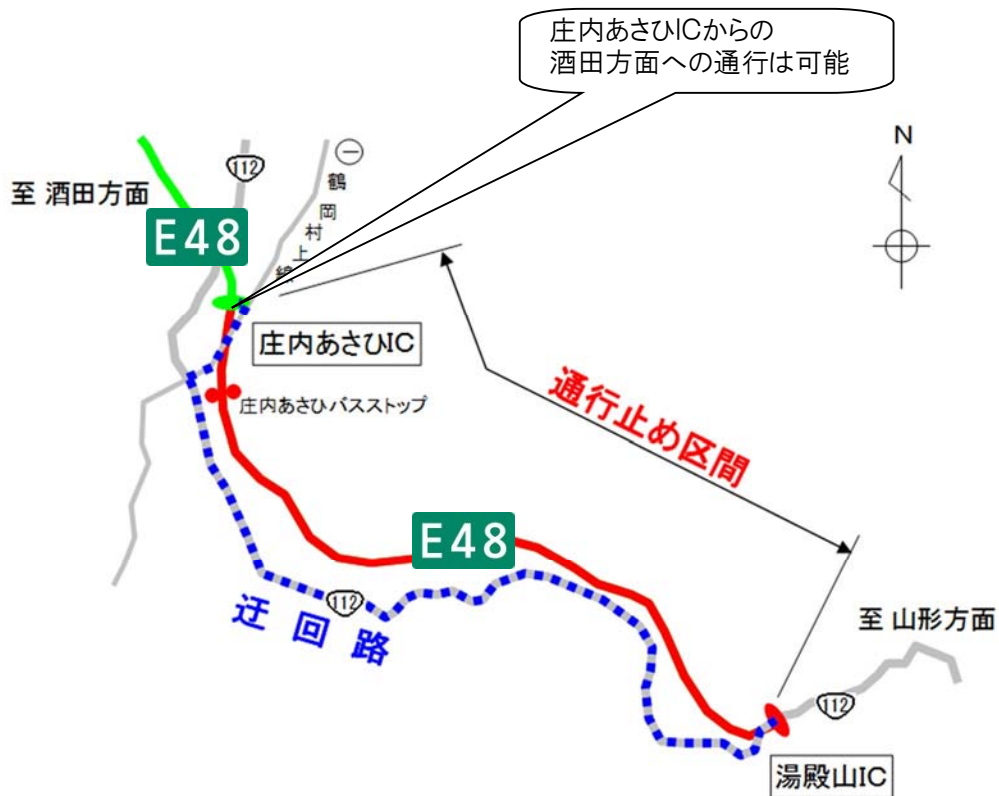 庄内あさひICからの
酒田方面への通行は可能
N
112
一
鶴岡村上線
至 酒田方面
E48
庄内あさひIC
庄内あさひバスストップ
通行止め区間
E48
112
迂回路
至 山形方面
112
湯殿山IC